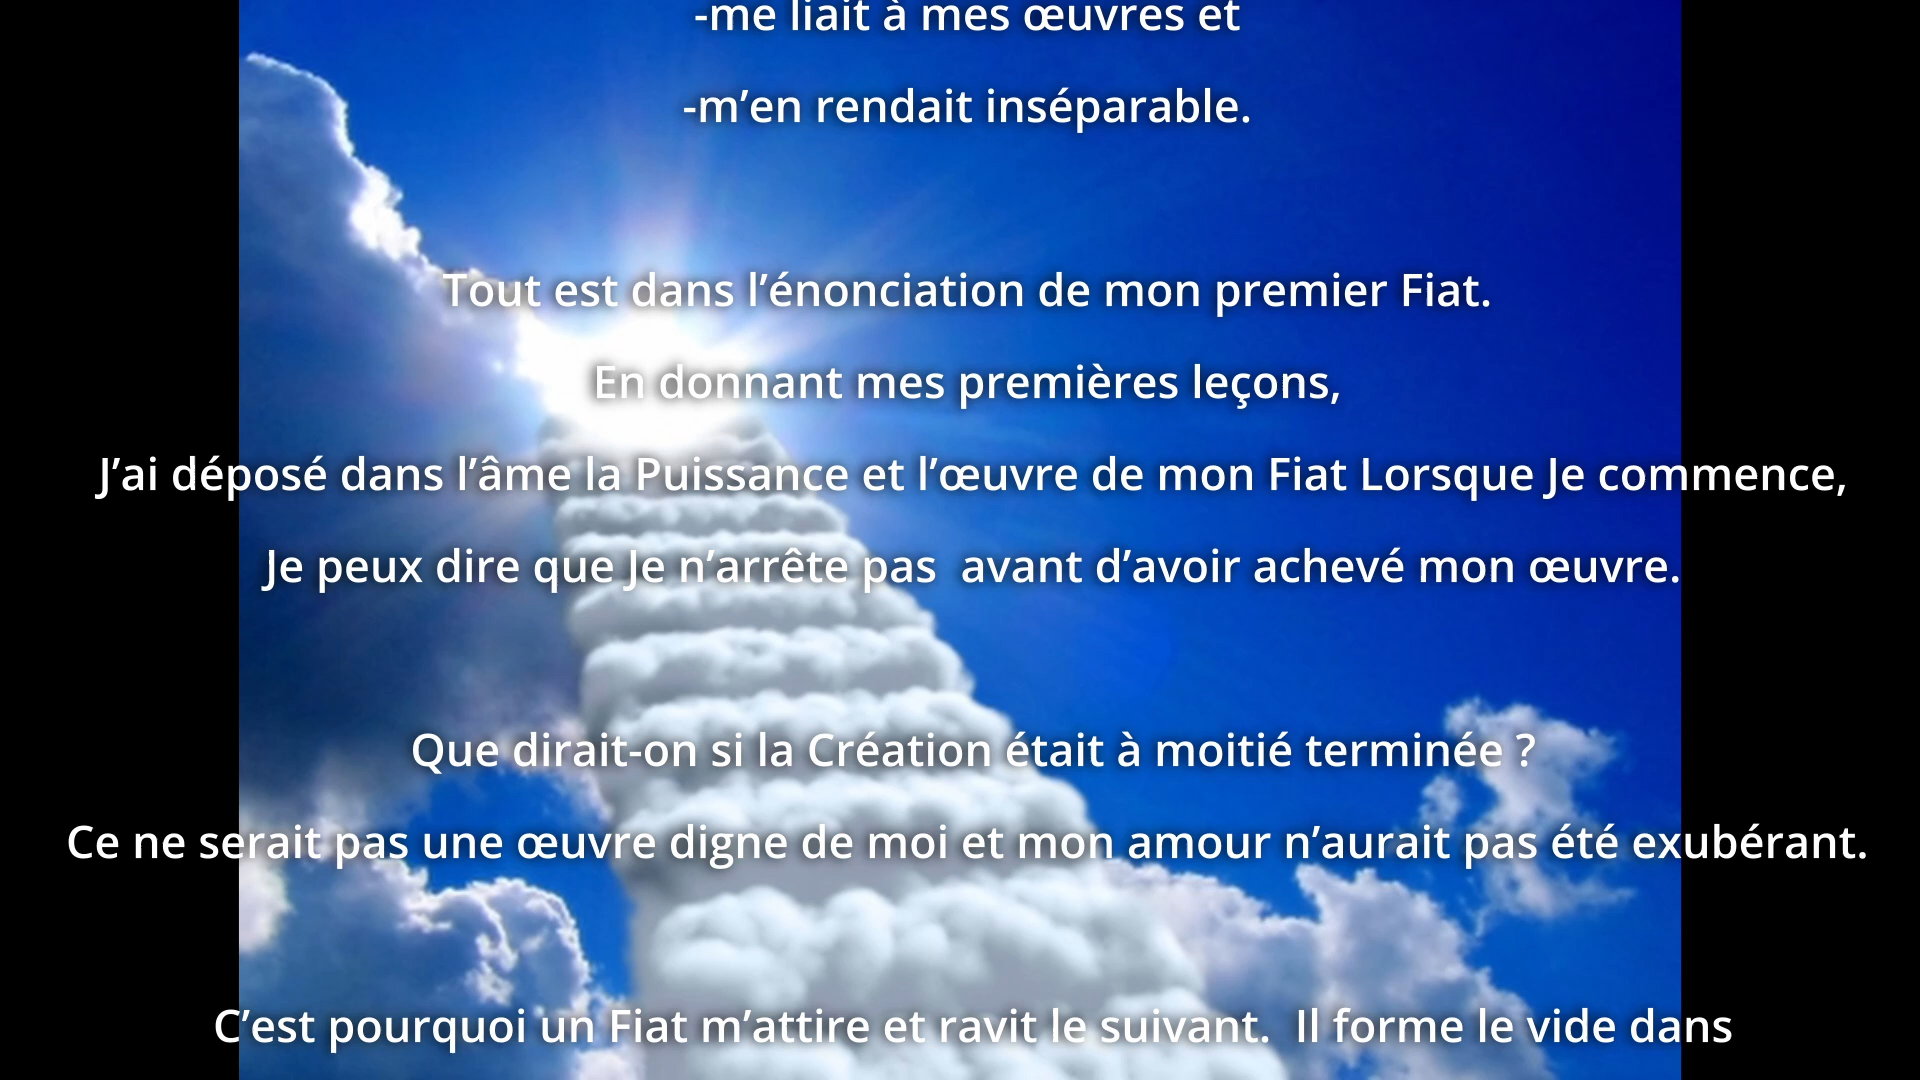 -me liait à mes œuvres et
-m’en rendait inséparable.
Tout est dans l’énonciation de mon premier Fiat.
En donnant mes premières leçons,
J’ai déposé dans l’âme la Puissance et l’œuvre de mon Fiat Lorsque Je commence,
Je peux dire que Je n’arrête pas  avant d’avoir achevé mon œuvre.
Que dirait-on si la Création était à moitié terminée ?
Ce ne serait pas une œuvre digne de moi et mon amour n’aurait pas été exubérant.
C’est pourquoi un Fiat m’attire et ravit le suivant.  Il forme le vide dans